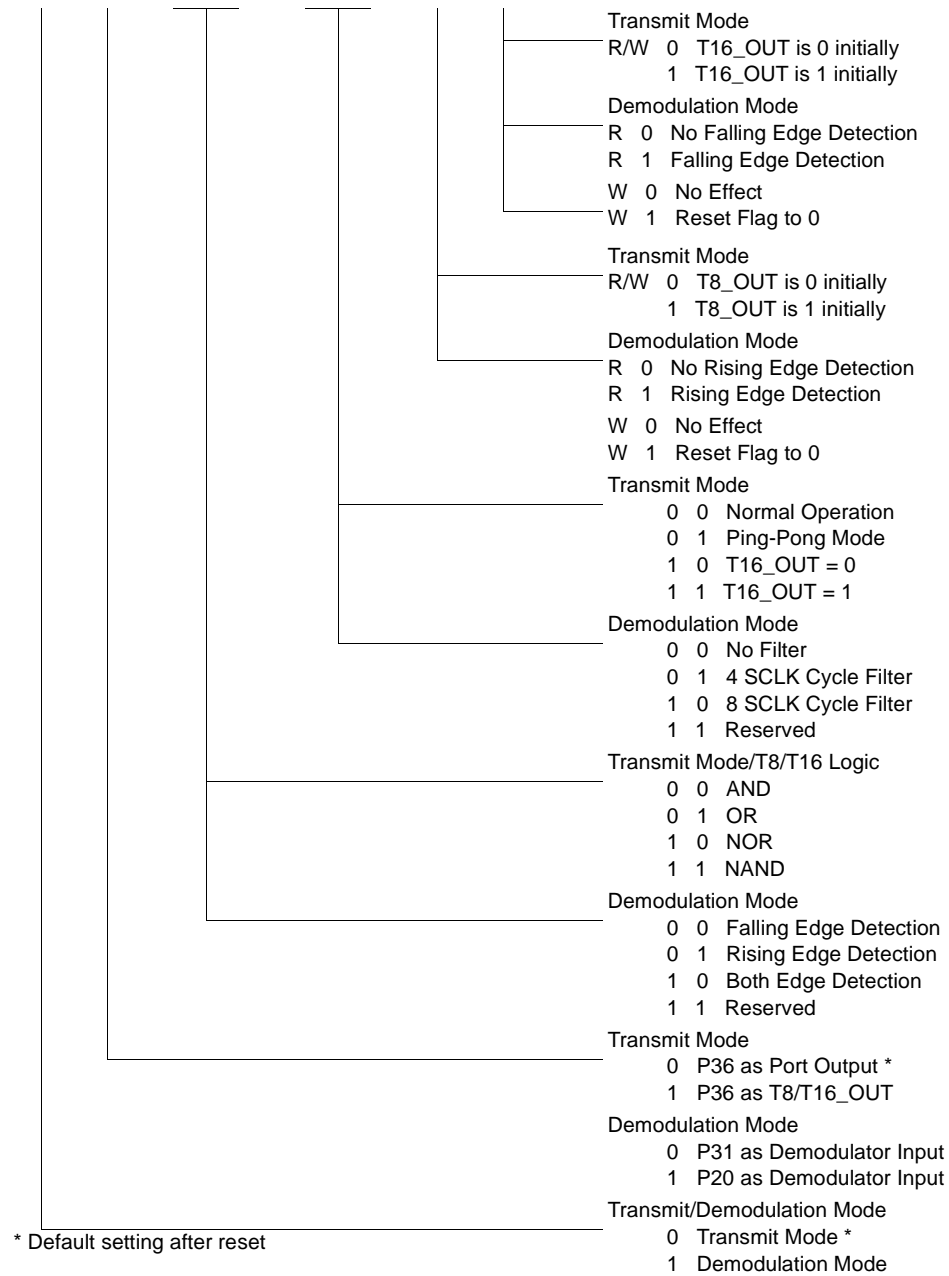 Transmit Mode
R/W 0 T16_OUT is 0 initially
1 T16_OUT is 1 initially
Demodulation Mode
R 0 No Falling Edge Detection
R 1 Falling Edge Detection
W 0 No Effect
W 1 Reset Flag to 0
Transmit Mode
R/W 0 T8_OUT is 0 initially
1 T8_OUT is 1 initially
Demodulation Mode
R 0 No Rising Edge Detection
R 1 Rising Edge Detection
W 0 No Effect
W 1 Reset Flag to 0
Transmit Mode
0 0 Normal Operation
0 1 Ping-Pong Mode
1 0 T16_OUT = 0
1 1 T16_OUT = 1
Demodulation Mode
0 0 No Filter
0 1 4 SCLK Cycle Filter
1 0 8 SCLK Cycle Filter
1 1 Reserved
Transmit Mode/T8/T16 Logic
0 0 AND
0 1 OR
1 0 NOR
1 1 NAND
Demodulation Mode
0 0 Falling Edge Detection
0 1 Rising Edge Detection
1 0 Both Edge Detection
1 1 Reserved
Transmit Mode
0 P36 as Port Output *
1 P36 as T8/T16_OUT
Demodulation Mode
0 P31 as Demodulator Input
1 P20 as Demodulator Input
Transmit/Demodulation Mode
0 Transmit Mode *
1 Demodulation Mode
* Default setting after reset